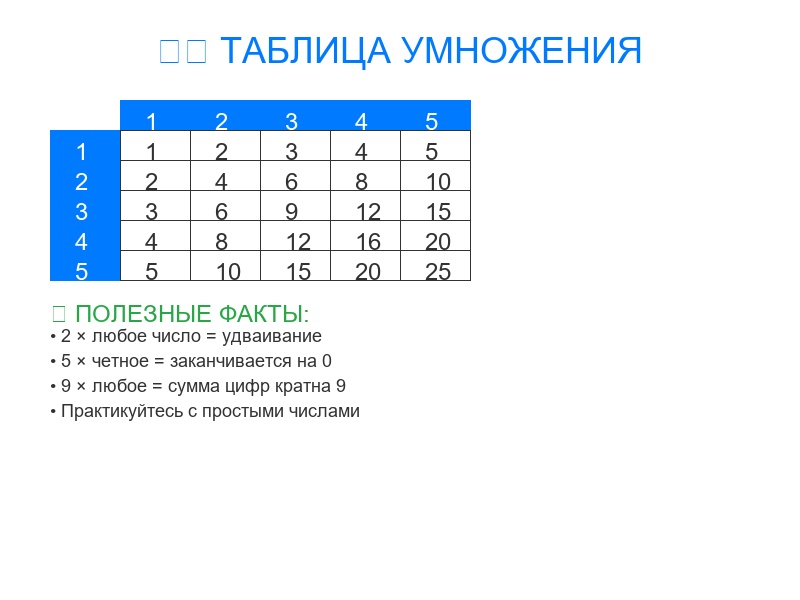 ТАБЛИЦА УМНОЖЕНИЯ
1 2 3 4 5
1 1 2 3 4 5
2 2 4 6 8 10
3 3 6 9 12 15
4 4 8 12 16 20
5 5 10 15 20 25
ПОЛЕЗНЫЕ ФАКТЫ:
• 2 × любое число = удваивание
• 5 × четное = заканчивается на 0
• 9 × любое = сумма цифр кратна 9
• Практикуйтесь с простыми числами